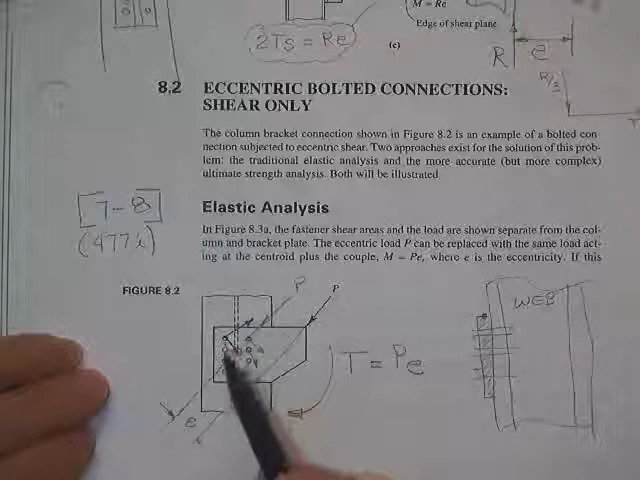 M = Re
Edge of shear plane
2Ts = Re
(c)
R
e
R/2
8.2 ECCENTRIC BOLTED CONNECTIONS:
SHEAR ONLY
The column bracket connection shown in Figure 8.2 is an example of a bolted con-
nection subjected to eccentric shear. Two approaches exist for the solution of this prob-
lem: the traditional elastic analysis and the more accurate (but more complex)
ultimate strength analysis. Both will be illustrated.
[7-8]
(477
Elastic Analysis
In Figure 8.3a, the fastener shear areas and the load are shown separate from the col-
umn and bracket plate. The eccentric load P can be replaced with the same load act-
ing at the centroid plus the couple, M = Pe, where e is the eccentricity. If this
FIGURE 8.2
P
P
WEB
T = Pe
e